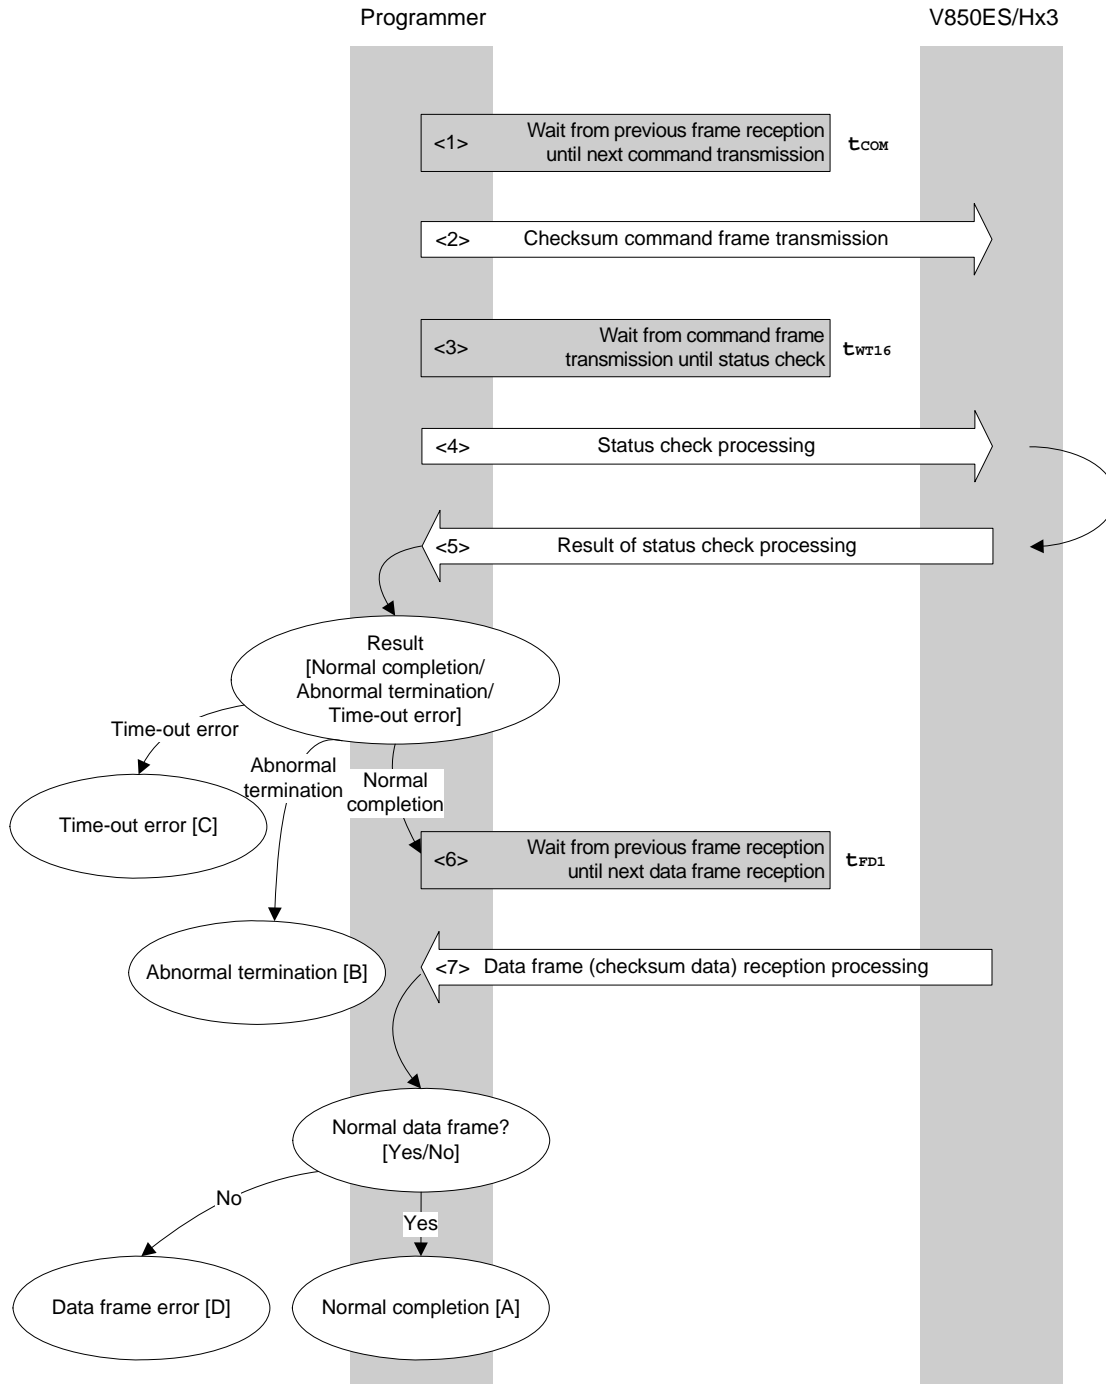 Programmer
V850ES/Hx3
<1>
Wait from previous frame reception
until next command transmission
tCOM
<2>
Checksum command frame transmission
<3>
Wait from command frame
transmission until status check
tWT16
<4>
Status check processing
<5>
Result of status check processing
Result
[Normal completion/
Abnormal termination/
Time-out error]
Time-out error
Abnormal
termination
Normal
completion
Time-out error [C]
<6>
Wait from previous frame reception
until next data frame reception
tFD1
Abnormal termination [B]
<7>
Data frame (checksum data) reception processing
Normal data frame?
[Yes/No]
No
Yes
Data frame error [D]
Normal completion [A]